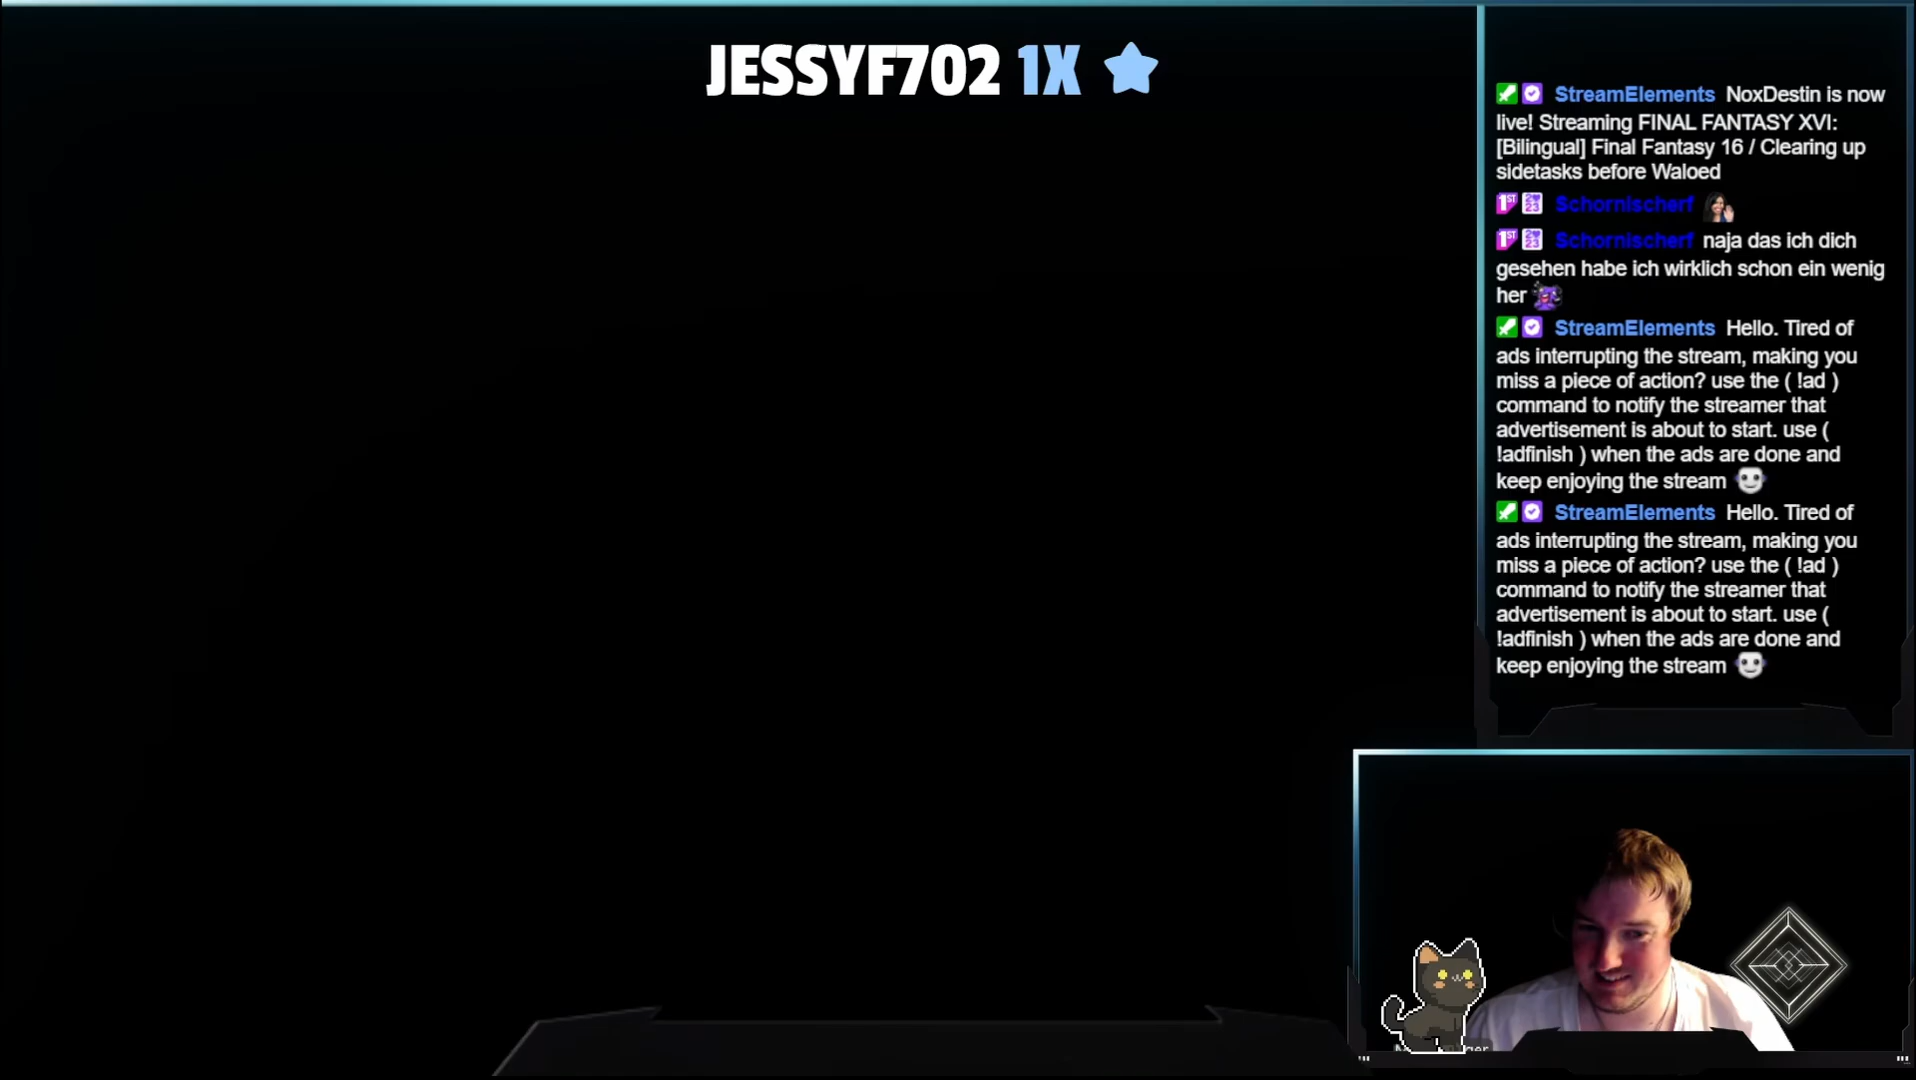 JESSYF702 1X
StreamElements NoxDestin is now
live! Streaming FINAL FANTASY XVI:
[Bilingual] Final Fantasy 16 / Clearing up
sidetasks before Waloed
1ST 23 Schornischerf
1ST 23 Schornischerf naja das ich dich
gesehen habe ich wirklich schon ein wenig
her
StreamElements Hello. Tired of
ads interrupting the stream, making you
miss a piece of action? use the ( !ad )
command to notify the streamer that
advertisement is about to start. use (
!adfinish ) when the ads are done and
keep enjoying the stream
StreamElements Hello. Tired of
ads interrupting the stream, making you
miss a piece of action? use the ( !ad )
command to notify the streamer that
advertisement is about to start. use (
!adfinish ) when the ads are done and
keep enjoying the stream